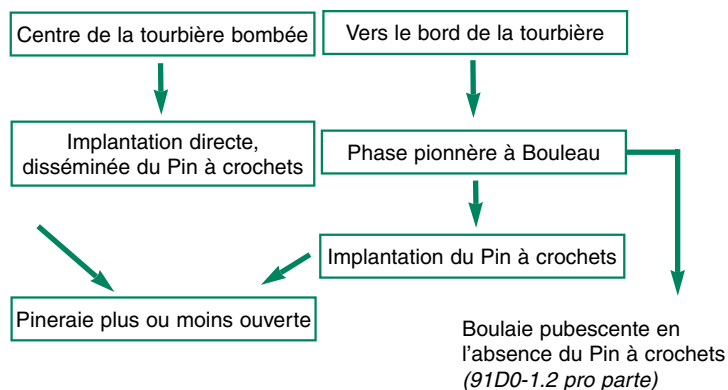 Centre de la tourbière bombée
Vers le bord de la tourbière
Implantation directe,
disséminée du Pin à crochets
Phase pionnère à Bouleau
Implantation du Pin à crochets
Pineraie plus ou moins ouverte
Boulaie pubescente en
l'absence du Pin à crochets
(91D0-1.2 pro parte)